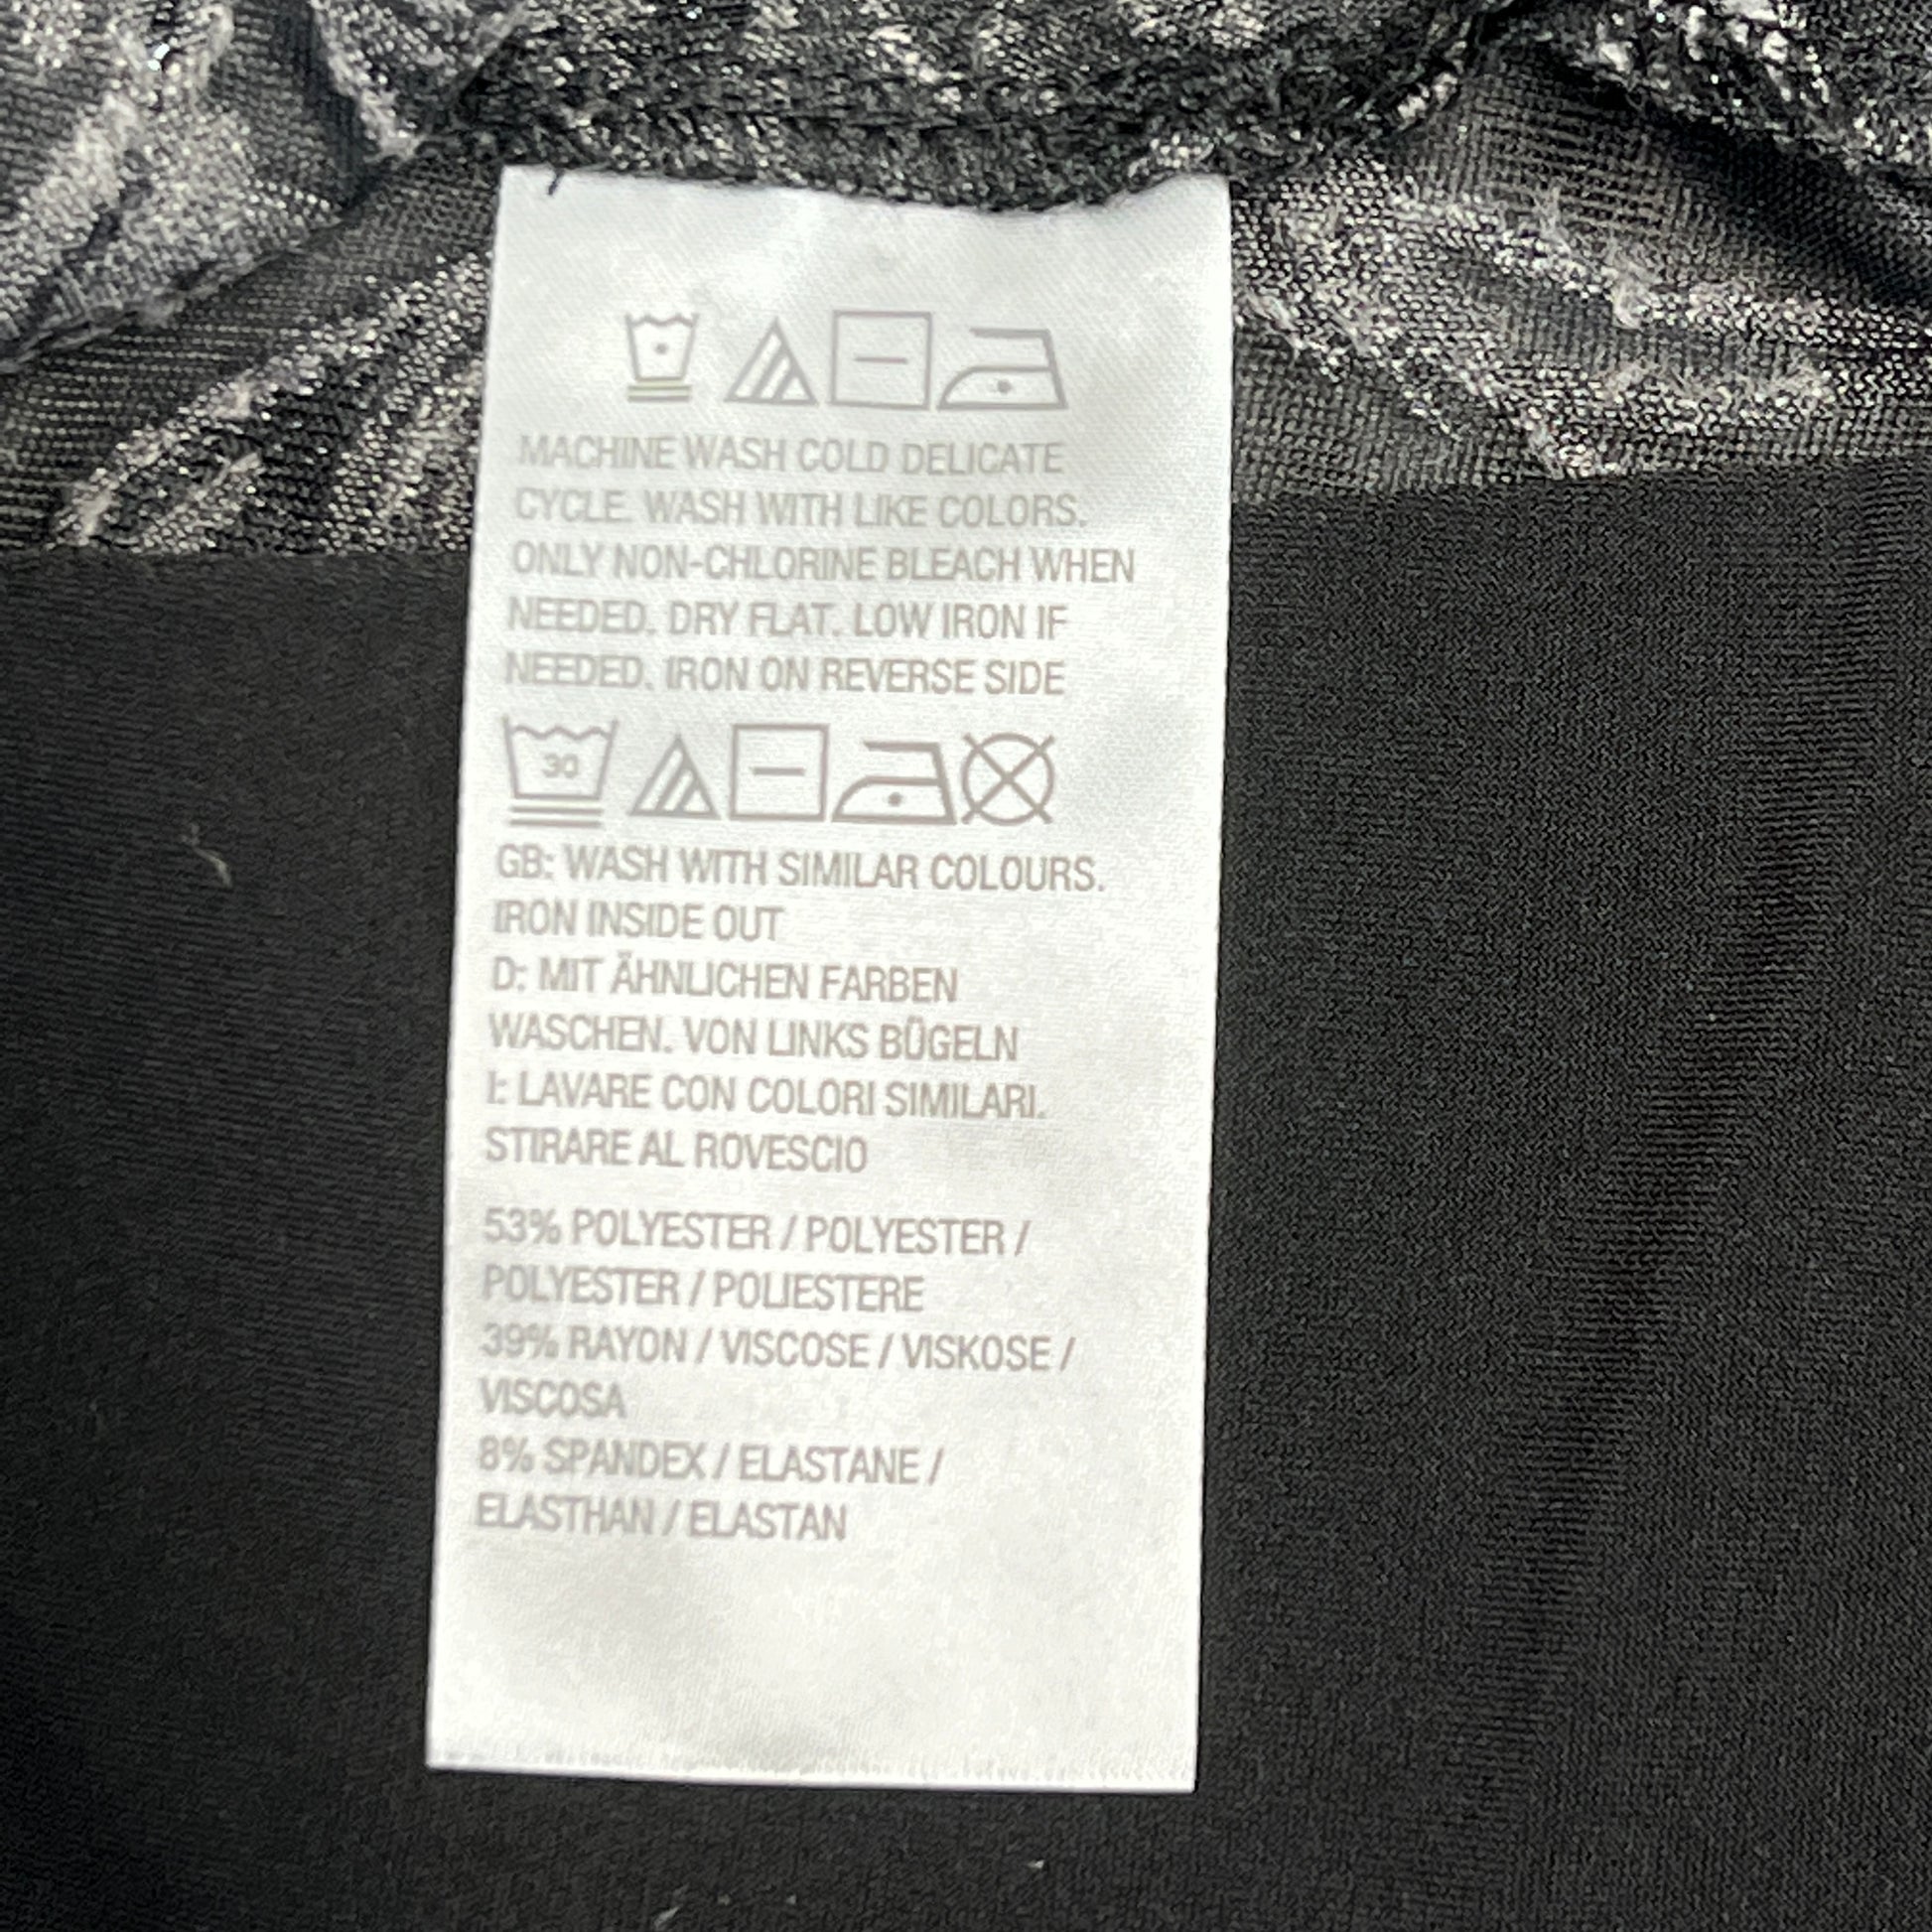 MACHINE WASH COLD DELICATE
CYCLE. WASH WITH LIKE COLORS.
ONLY NON-CHLORINE BLEACH WHEN
NEEDED. DRY FLAT. LOW IRON IF
NEEDED. IRON ON REVERSE SIDE
30
GB: WASH WITH SIMILAR COLOURS.
IRON INSIDE OUT
D: MIT ÄHNLICHEN FARBEN
WASCHEN. VON LINKS BÜGELN
I: LAVARE CON COLORI SIMILARI.
STIRARE AL ROVESCIO
53% POLYESTER / POLYESTER /
POLYESTER / POLIESTERE
39% RAYON / VISCOSE / VISKOSE /
VISCOSA
8% SPANDEX / ELASTANE /
ELASTHAN / ELASTAN